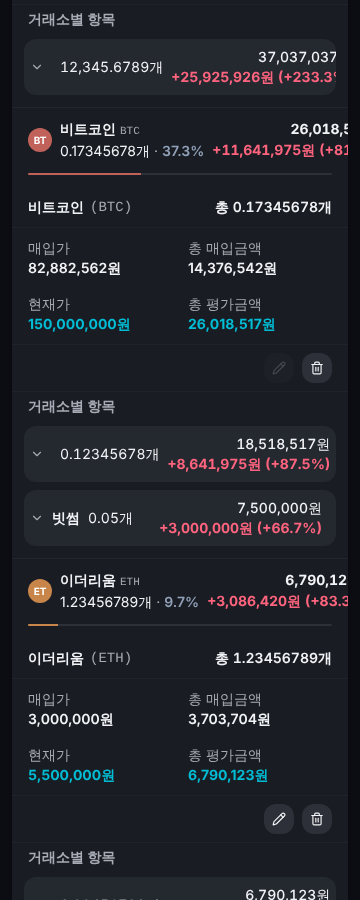 거래소별 항목
37,037,037
12,345.6789개
+25,925,926원 (+233.3%
BT
비트코인 BTC
26,018,5
0.17345678개 · 37.3%
+11,641,975원 (+81
비트코인 (BTC)
총 0.17345678개
매입가
총 매입금액
82,882,562원
14,376,542원
현재가
총 평가금액
150,000,000원
26,018,517원
거래소별 항목
18,518,517원
0.12345678개
+8,641,975원 (+87.5%)
7,500,000원
빗썸 0.05개
+3,000,000원 (+66.7%)
ET
이더리움 ETH
6,790,12
1.23456789개 · 9.7%
+3,086,420원 (+83.3
이더리움 (ETH)
총 1.23456789개
매입가
총 매입금액
3,000,000원
3,703,704원
현재가
총 평가금액
5,500,000원
6,790,123원
거래소별 항목
6,790,123원